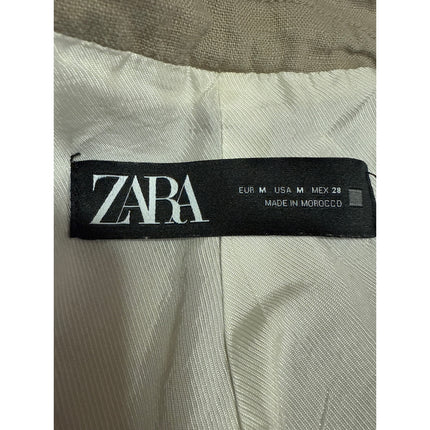 ZARA
EUR M USA M MEX 28
MADE IN MOROCCO